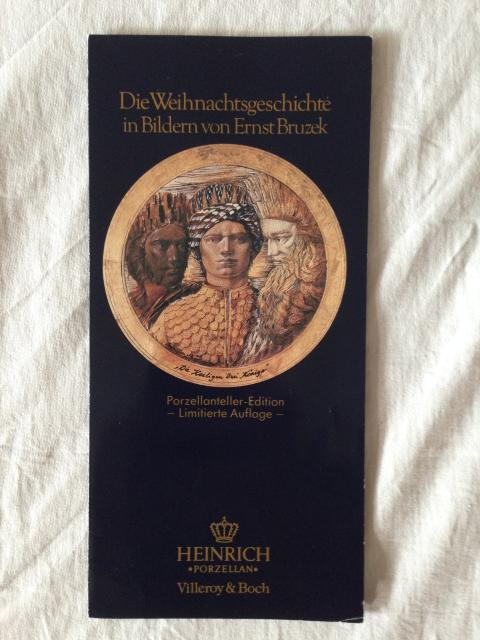 Die Weihnachtsgeschichte
in Bildern von Ernst Bruzek
„Die Heiligen Drei Könige"
Porzellanteller-Edition
– Limitierte Auflage –
HEINRICH
•PORZELLAN•
Villeroy & Boch